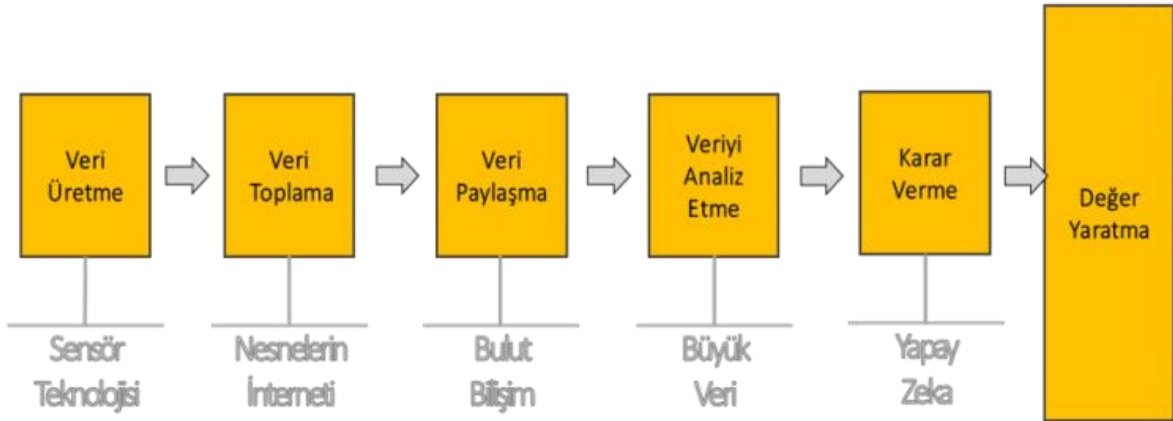 Veri
Üretme
Veri
Toplama
Veri
Paylaşma
Veriyi
Analiz
Etme
Karar
Verme
Değer
Yaratma
Sensör
Teknolojisi
Nesnelerin
İnterneti
Bulut
Bilişim
Büyük
Veri
Yapay
Zeka